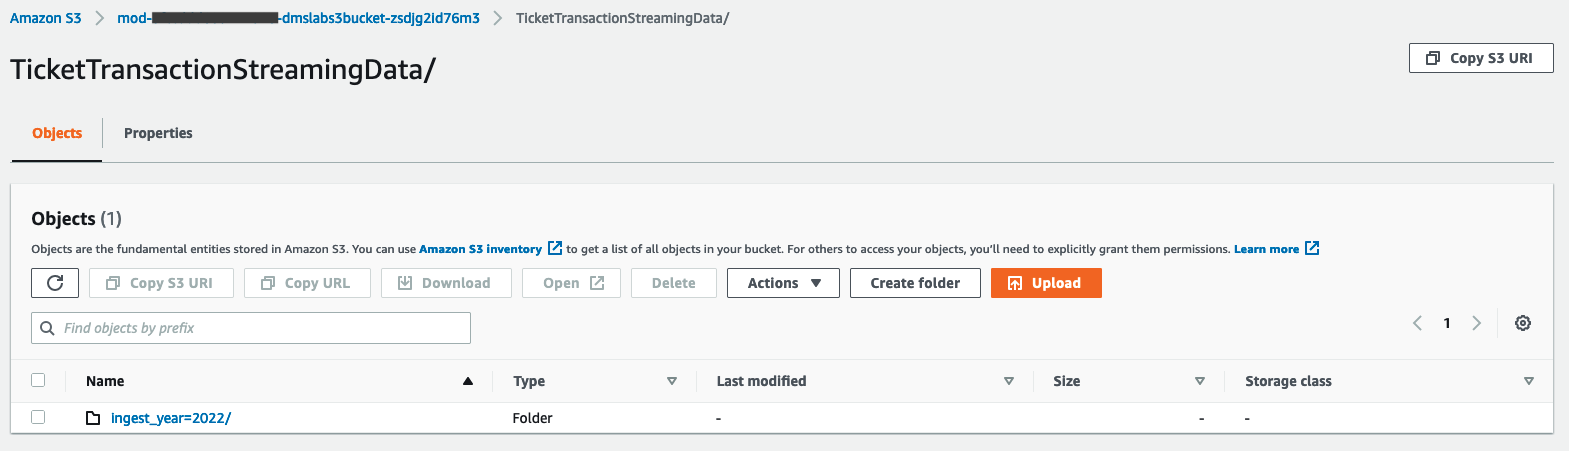 Amazon S3 > mod- -dmslabs3bucket-zsdjg2id76m3 > TicketTransactionStreamingData/
TicketTransactionStreamingData/
Copy S3 URI
Objects Properties
Objects (1)
Objects are the fundamental entities stored in Amazon S3. You can use Amazon S3 inventory to get a list of all objects in your bucket. For others to access your objects, you'll need to explicitly grant them permissions. Learn more
Copy S3 URI Copy URL Download Open Delete Actions Create folder Upload
Find objects by prefix
1
Name Type Last modified Size Storage class
ingest_year=2022/ Folder - - -